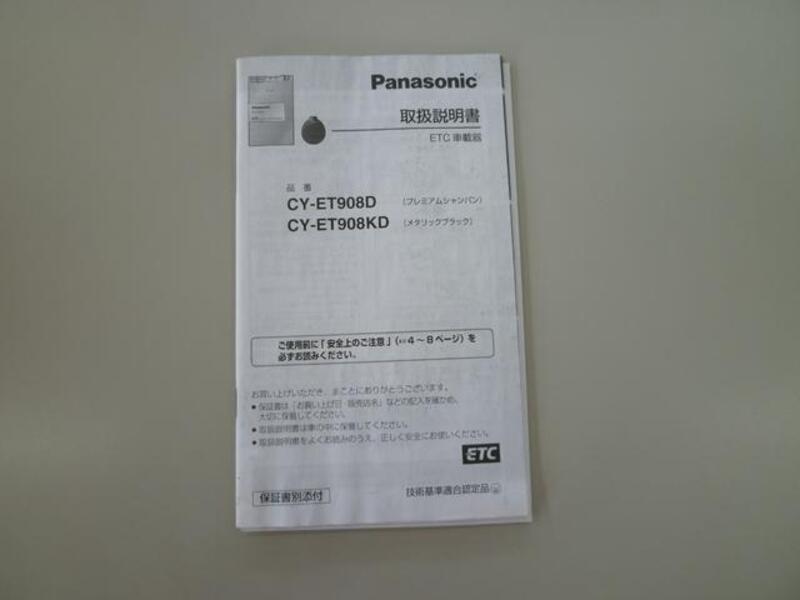 Panasonic
取扱説明書
ETC 車載器
品 番
CY-ET908D (プレミアムシャンパン)
CY-ET908KD (メタリックブラック)
ご使用前に「安全上のご注意」(4～8ページ)を
必ずお読みください。
お買い上げいただき、まことにありがとうございます。
● 保証書は「お買い上げ日・販売店名」などの記入を確かめ、
大切に保管してください。
● 取扱説明書は車の中に保管してください。
● 取扱説明書をよくお読みのうえ、正しく安全にお使いください。
ETC
保証書別添付
技術基準適合認定品